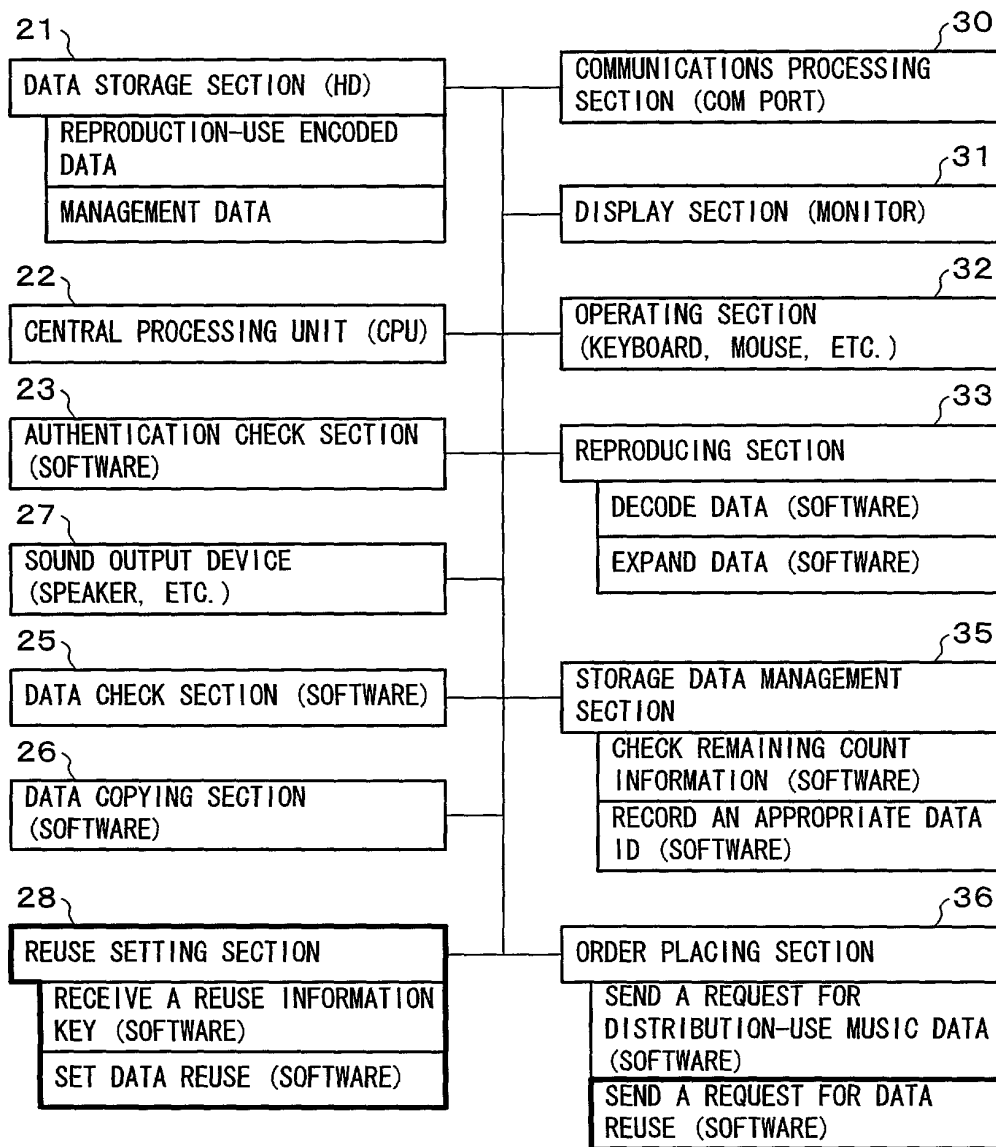 21
DATA STORAGE SECTION (HD)
REPRODUCTION-USE ENCODED
DATA
MANAGEMENT DATA
22
CENTRAL PROCESSING UNIT (CPU)
23
AUTHENTICATION CHECK SECTION
(SOFTWARE)
27
SOUND OUTPUT DEVICE
(SPEAKER, ETC.)
25
DATA CHECK SECTION (SOFTWARE)
26
DATA COPYING SECTION
(SOFTWARE)
28
REUSE SETTING SECTION
RECEIVE A REUSE INFORMATION
KEY (SOFTWARE)
SET DATA REUSE (SOFTWARE)
30
COMMUNICATIONS PROCESSING
SECTION (COM PORT)
31
DISPLAY SECTION (MONITOR)
32
OPERATING SECTION
(KEYBOARD, MOUSE, ETC.)
33
REPRODUCING SECTION
DECODE DATA (SOFTWARE)
EXPAND DATA (SOFTWARE)
35
STORAGE DATA MANAGEMENT
SECTION
CHECK REMAINING COUNT
INFORMATION (SOFTWARE)
RECORD AN APPROPRIATE DATA
ID (SOFTWARE)
36
ORDER PLACING SECTION
SEND A REQUEST FOR
DISTRIBUTION-USE MUSIC DATA
(SOFTWARE)
SEND A REQUEST FOR DATA
REUSE (SOFTWARE)